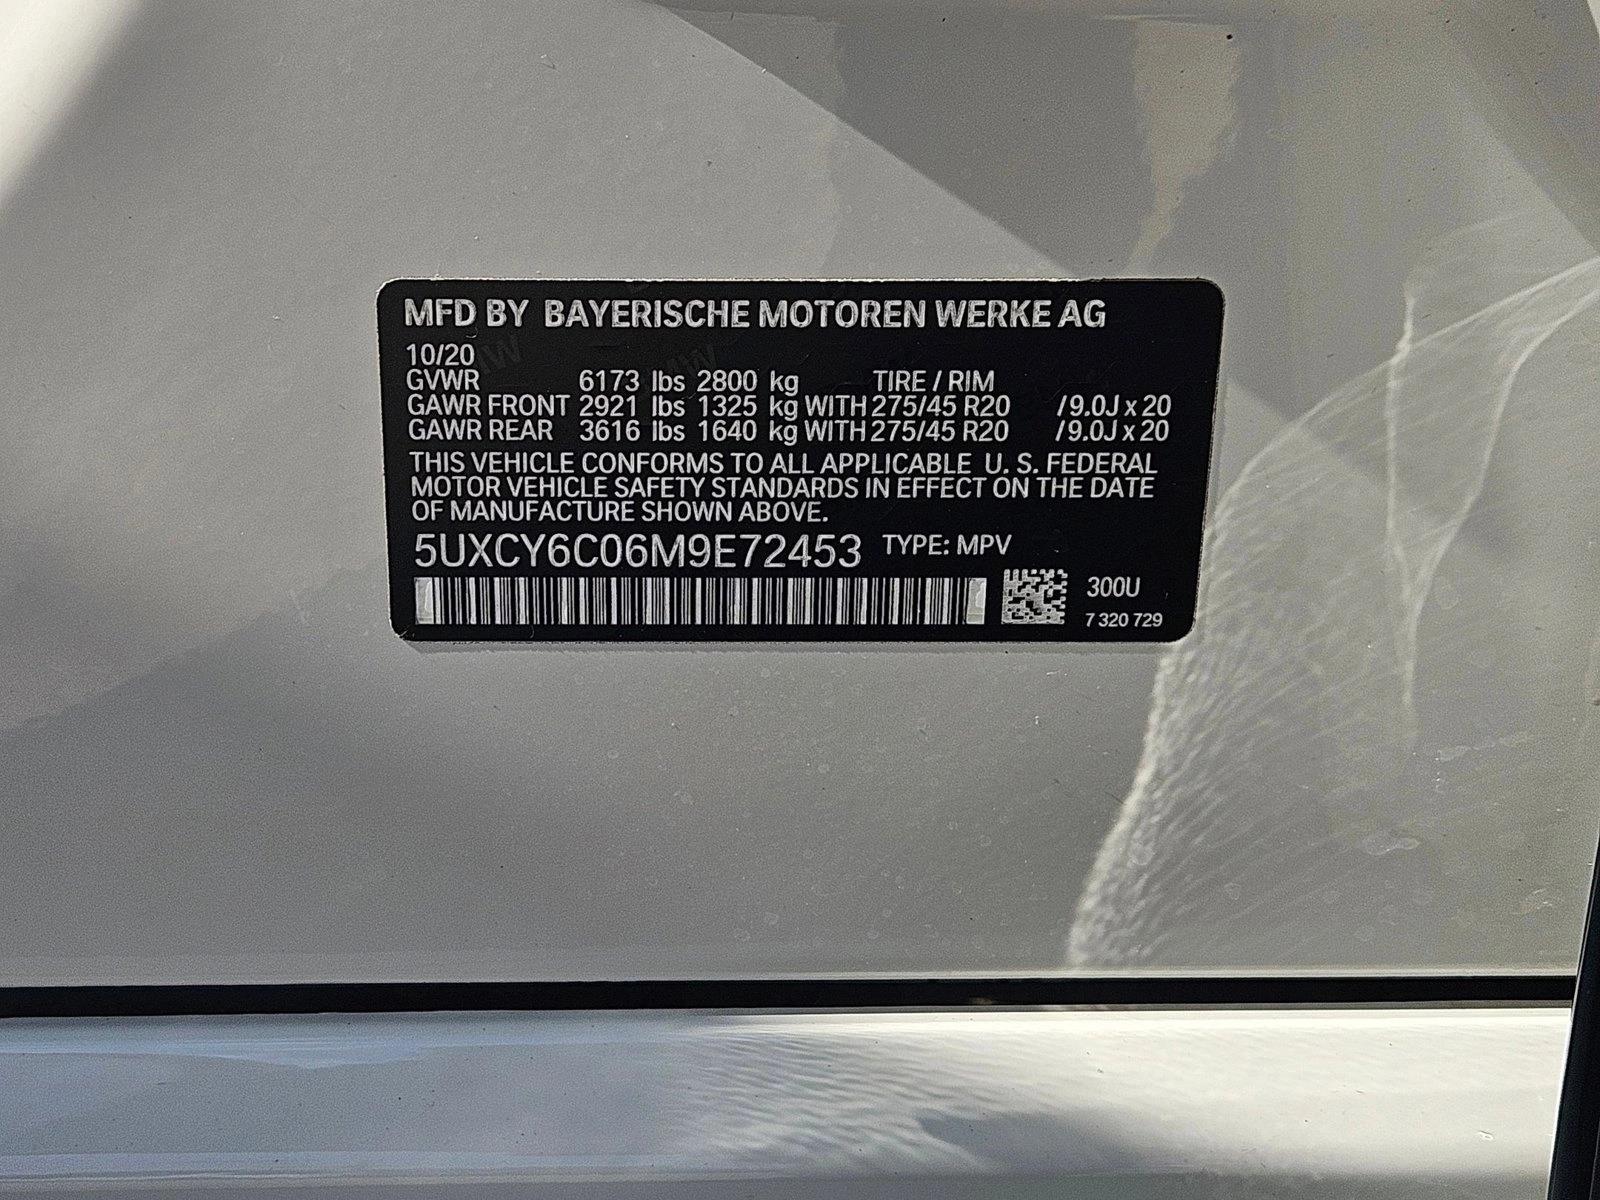 MFD BY BAYERISCHE MOTOREN WERKE AG
10/20
GVWR 6173 lbs 2800 kg TIRE / RIM
GAWR FRONT 2921 lbs 1325 kg WITH 275/45 R20 /9.0J x 20
GAWR REAR 3616 lbs 1640 kg WITH 275/45 R20 /9.0J x 20
THIS VEHICLE CONFORMS TO ALL APPLICABLE U. S. FEDERAL
MOTOR VEHICLE SAFETY STANDARDS IN EFFECT ON THE DATE
OF MANUFACTURE SHOWN ABOVE.
5UXCY6C06M9E72453 TYPE: MPV
300U
7 320 729